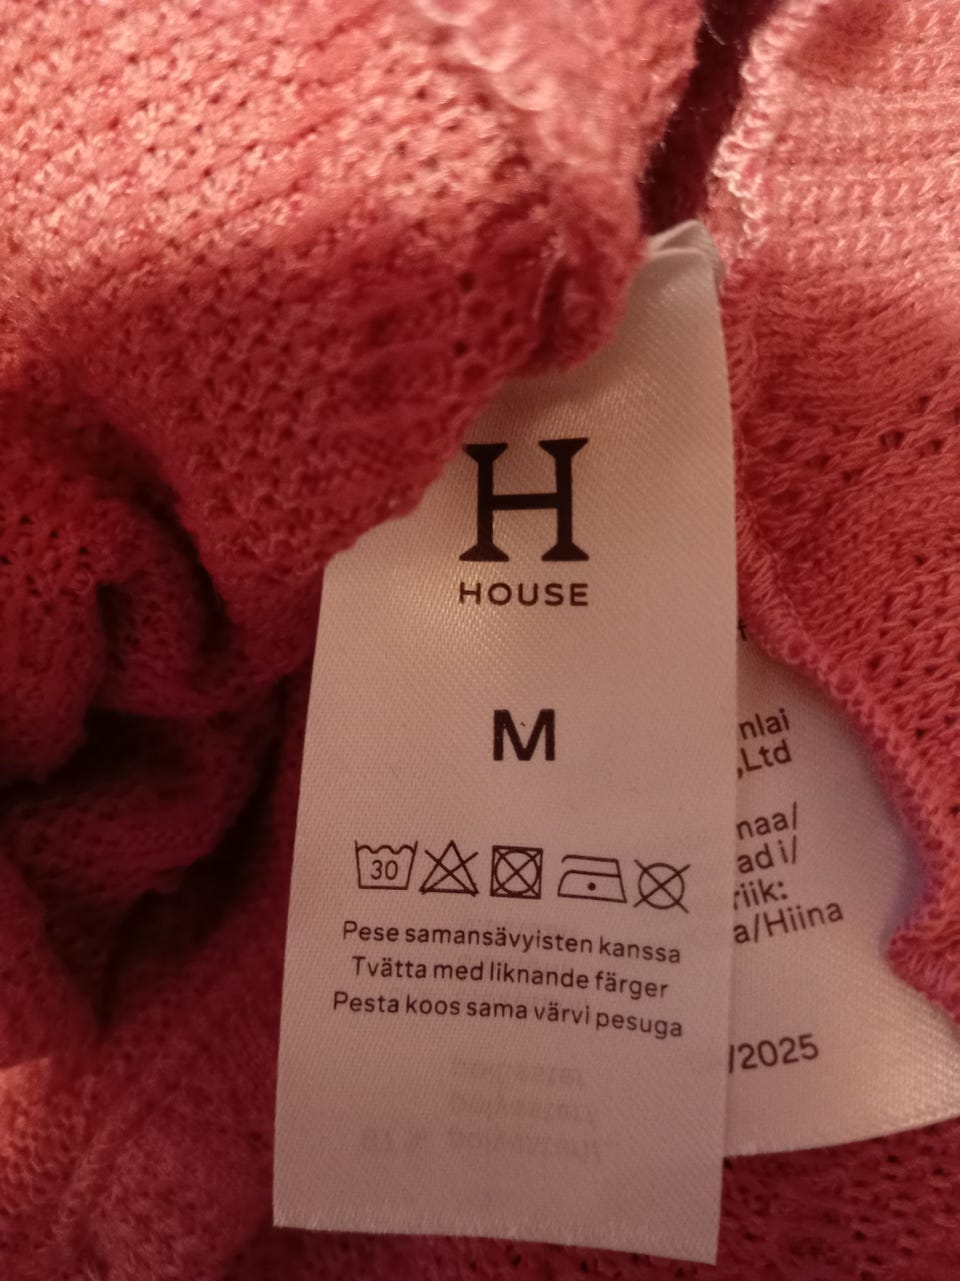 H
HOUSE
M
30
Pese samansävyisten kanssa
Tvätta med liknande färger
Pesta koos sama värvi pesuga
nlai
,Ltd
naa/
ad i/
riik:
a/Hiina
/2025